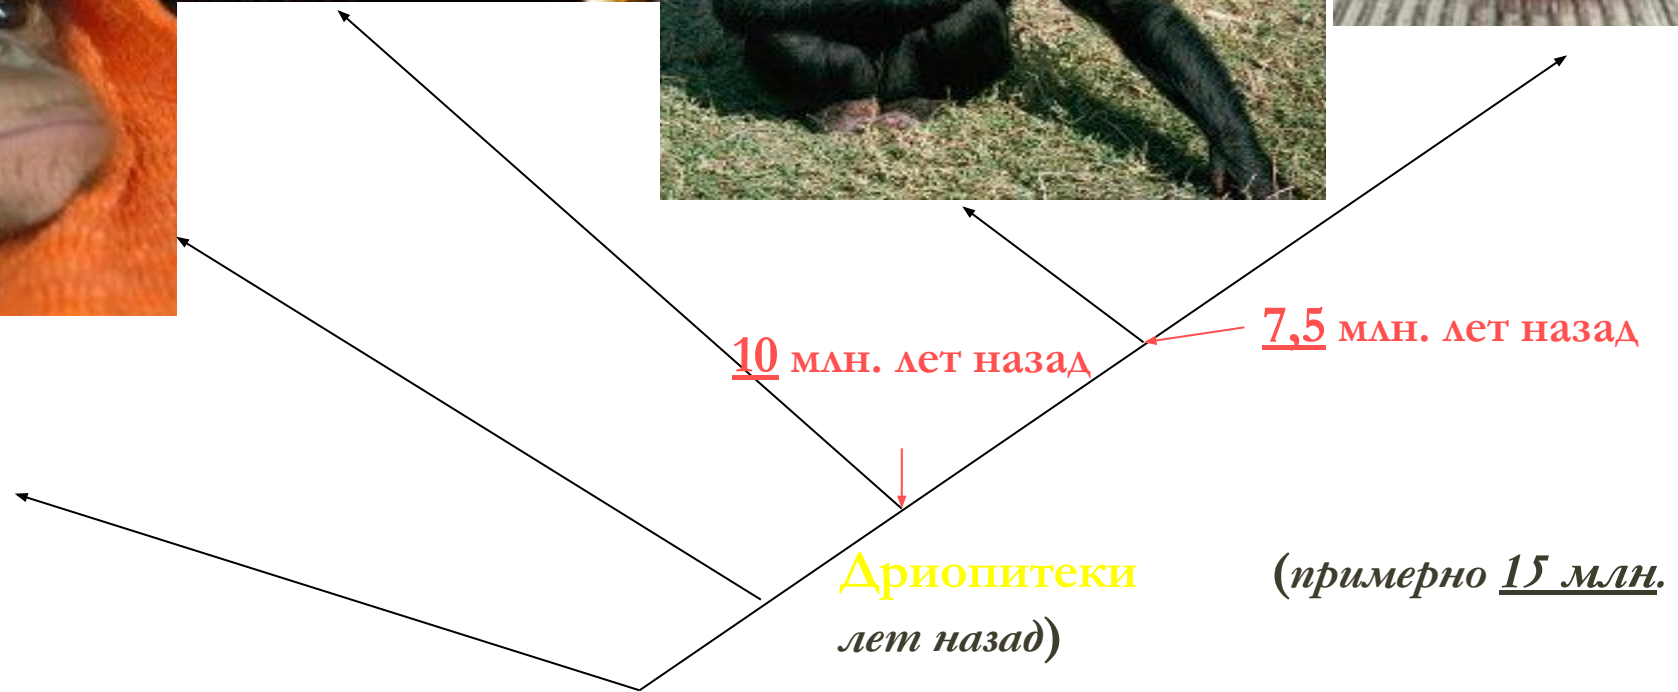 7,5 млн. лет назад
10 млн. лет назад
Дриопитеки (примерно 15 млн.
лет назад)